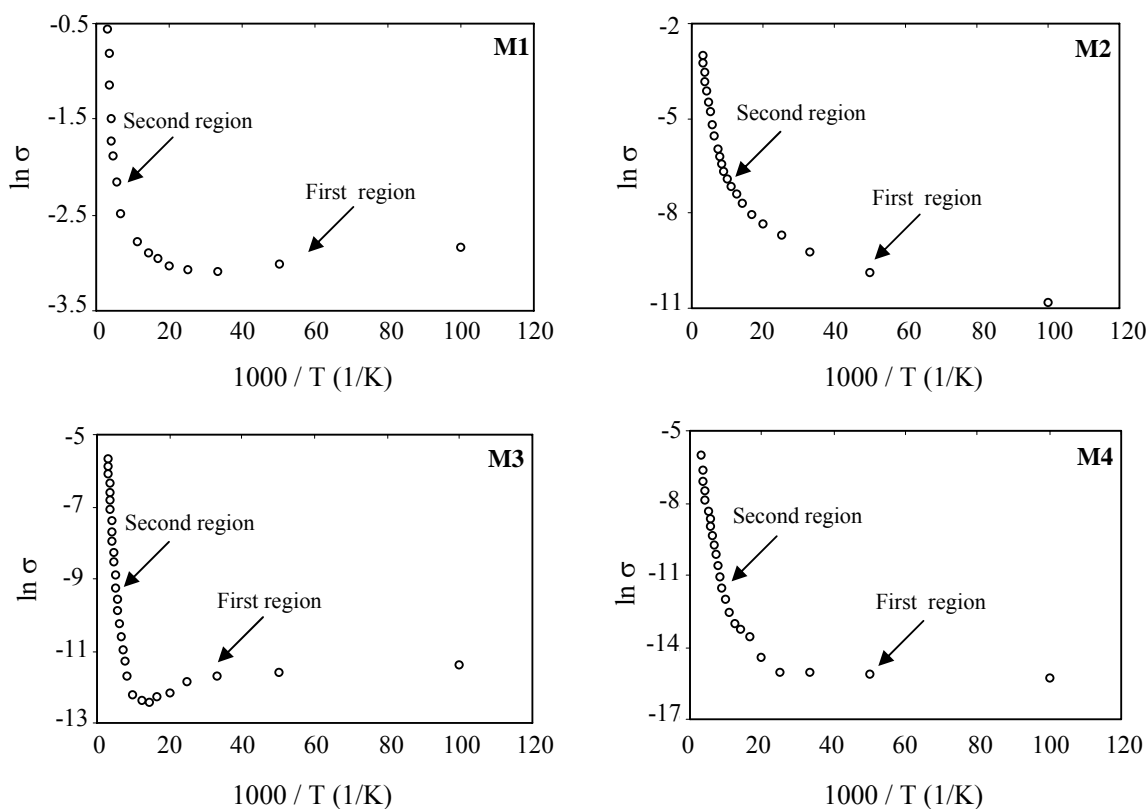 M1
-0.5
-1.5
-2.5
-3.5
ln σ
Second region
First region
0 20 40 60 80 100 120
1000 / T (1/K)
M2
-2
-5
-8
-11
ln σ
Second region
First region
0 20 40 60 80 100 120
1000 / T (1/K)
M3
-5
-7
-9
-11
-13
ln σ
Second region
First region
0 20 40 60 80 100 120
1000 / T (1/K)
M4
-5
-8
-11
-14
-17
ln σ
Second region
First region
0 20 40 60 80 100 120
1000 / T (1/K)